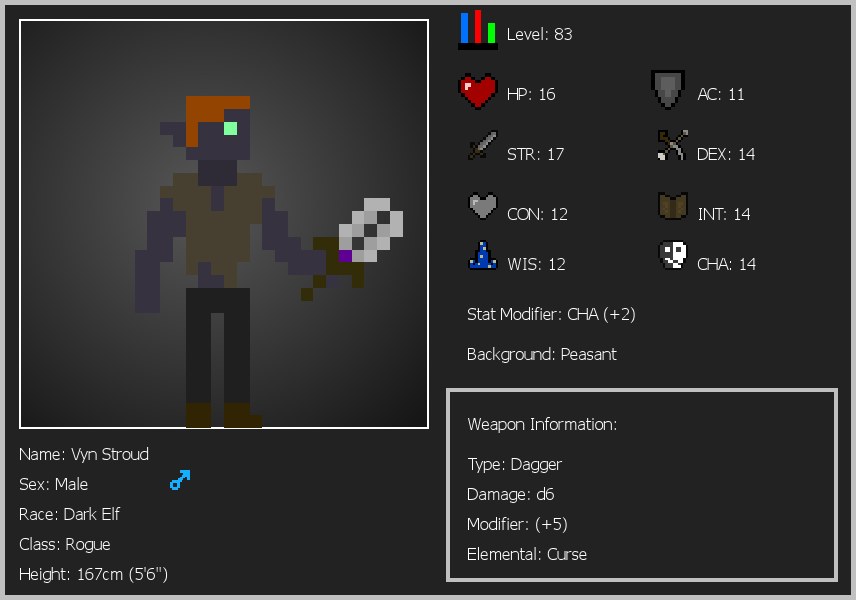 Level: 83
HP: 16
AC: 11
STR: 17
DEX: 14
CON: 12
INT: 14
WIS: 12
CHA: 14
Stat Modifier: CHA (+2)
Background: Peasant
Weapon Information:
Type: Dagger
Damage: d6
Modifier: (+5)
Elemental: Curse
Name: Vyn Stroud
Sex: Male
Race: Dark Elf
Class: Rogue
Height: 167cm (5'6")